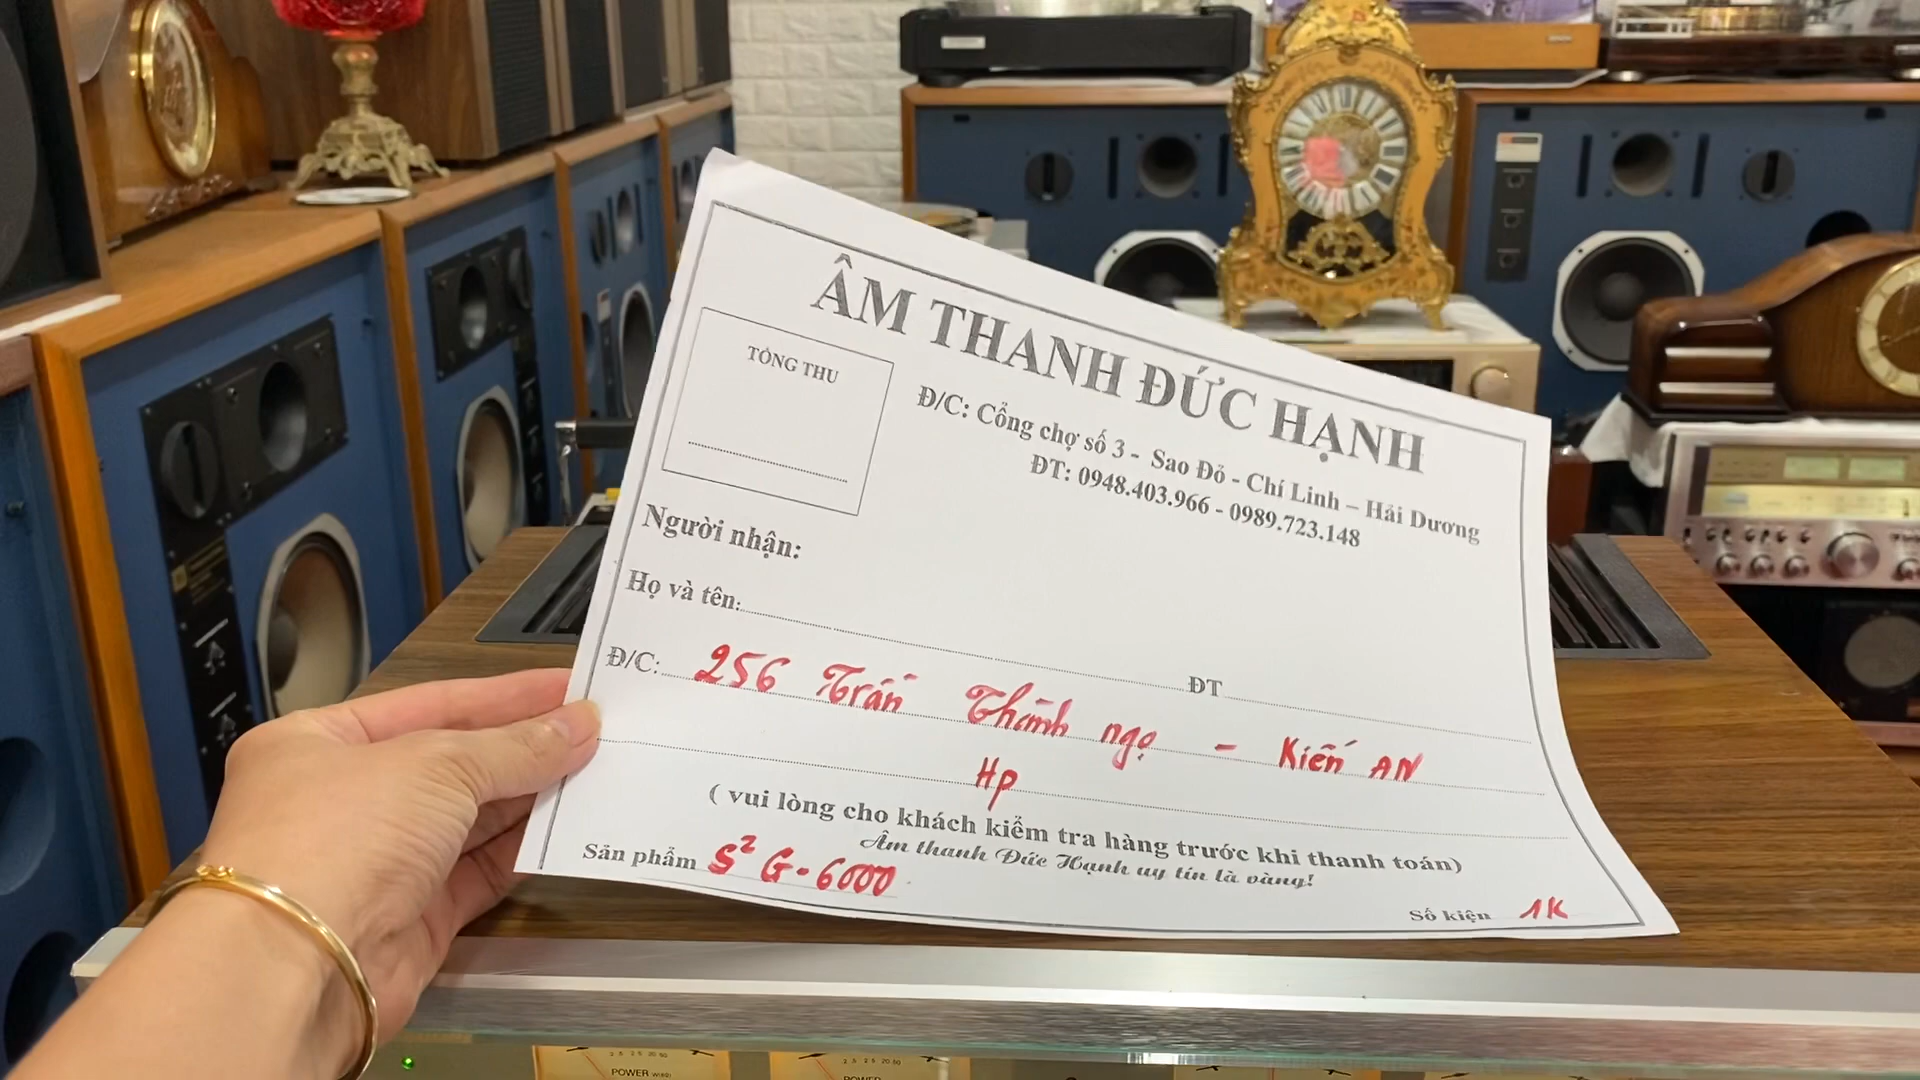 ÂM THANH ĐỨC HẠNH
TỔNG THU
Đ/C: Cổng chợ số 3 - Sao Đỏ - Chí Linh – Hải Dương
ĐT: 0948.403.966 - 0989.723.148
Người nhận:
Họ và tên: ĐT
Đ/C: 256 Trần Thành ngọ - Kiến AN
Hp
( vui lòng cho khách kiểm tra hàng trước khi thanh toán)
Âm thanh Đức Hạnh uy tín là vàng!
Sản phẩm S² G-6000
Số kiện 1K
POWER
POWER